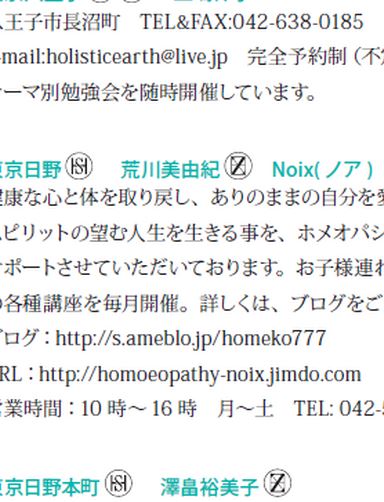 王子市長沼町　TEL&FAX:042-638-0185
-mail:holisticearth@live.jp　完全予約制（不
ーマ別勉強会を随時開催しています。
東京日野　荒川美由紀　Noix(ノア)
健康な心と体を取り戻し、ありのままの自分を愛
スピリットの望む人生を生きる事を、ホメオパシ
ポートさせていただいております。お子様連れ
の各種講座を毎月開催。詳しくは、ブログをご
ブログ：http://s.ameblo.jp/homeko777
RL：http://homoeopathy-noix.jimdo.com
営業時間：10 時～ 16 時　月～土　TEL: 042-5
東京日野本町　澤畠裕美子